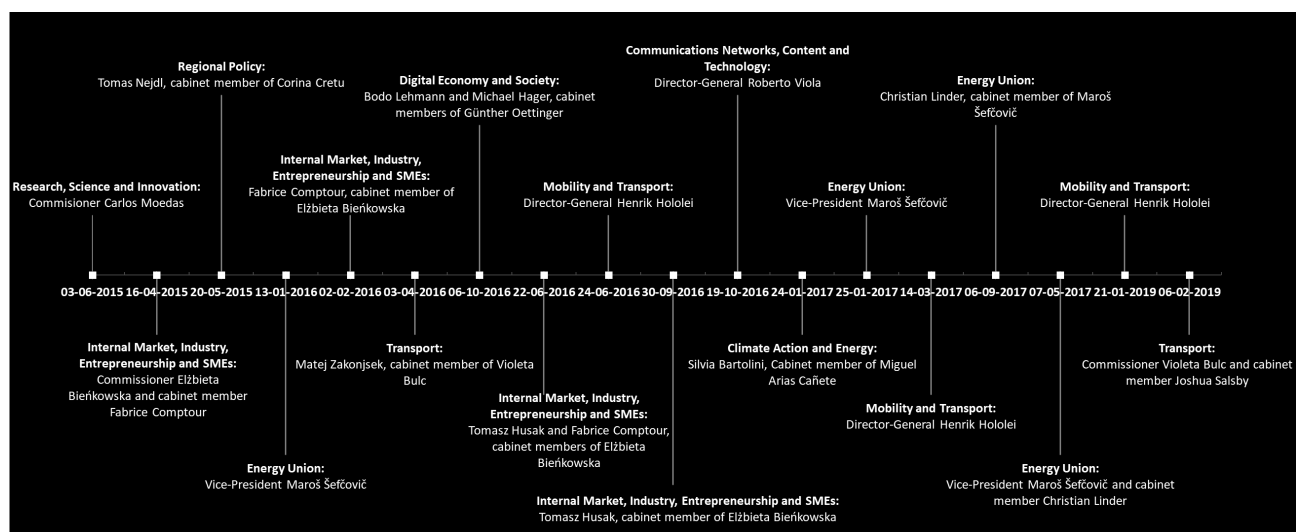 Communications Networks, Content and
Technology:
Director-General Roberto Viola
Regional Policy:
Tomas Nejdl, cabinet member of Corina Cretu
Digital Economy and Society:
Bodo Lehmann and Michael Hager, cabinet
members of Günther Oettinger
Energy Union:
Christian Linder, cabinet member of Maroš
Šefčovič
Internal Market, Industry,
Entrepreneurship and SMEs:
Fabrice Comptour, cabinet member of
Elżbieta Bieńkowska
Research, Science and Innovation:
Commisioner Carlos Moedas
Mobility and Transport:
Director-General Henrik Hololei
Energy Union:
Vice-President Maroš Šefčovič
Mobility and Transport:
Director-General Henrik Hololei
03-06-2015 16-04-2015 20-05-2015 13-01-2016 02-02-2016 03-04-2016 06-10-2016 22-06-2016 24-06-2016 30-09-2016 19-10-2016 24-01-2017 25-01-2017 14-03-2017 06-09-2017 07-05-2017 21-01-2019 06-02-2019
Internal Market, Industry,
Entrepreneurship and SMEs:
Commissioner Elżbieta
Bieńkowska and cabinet member
Fabrice Comptour
Transport:
Matej Zakonjsek, cabinet member of Violeta
Bulc
Climate Action and Energy:
Silvia Bartolini, Cabinet member of Miguel
Arias Cañete
Transport:
Commissioner Violeta Bulc and cabinet
member Joshua Salsby
Internal Market, Industry,
Entrepreneurship and SMEs:
Tomasz Husak and Fabrice Comptour,
cabinet members of Elżbieta
Bieńkowska
Mobility and Transport:
Director-General Henrik Hololei
Energy Union:
Vice-President Maroš Šefčovič
Energy Union:
Vice-President Maroš Šefčovič and cabinet
member Christian Linder
Internal Market, Industry, Entrepreneurship and SMEs:
Tomasz Husak, cabinet member of Elżbieta Bieńkowska